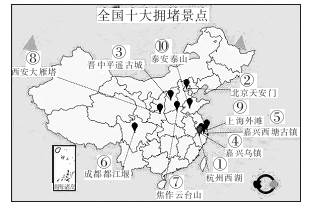 全国十大拥堵景点
⑩
泰安泰山
③
晋中平遥古城
⑧
西安大雁塔
②
北京天安门
⑨
上海外滩
⑤
嘉兴西塘古镇
④
嘉兴乌镇
①
杭州西湖
⑥
成都都江堰
⑦
焦作云台山